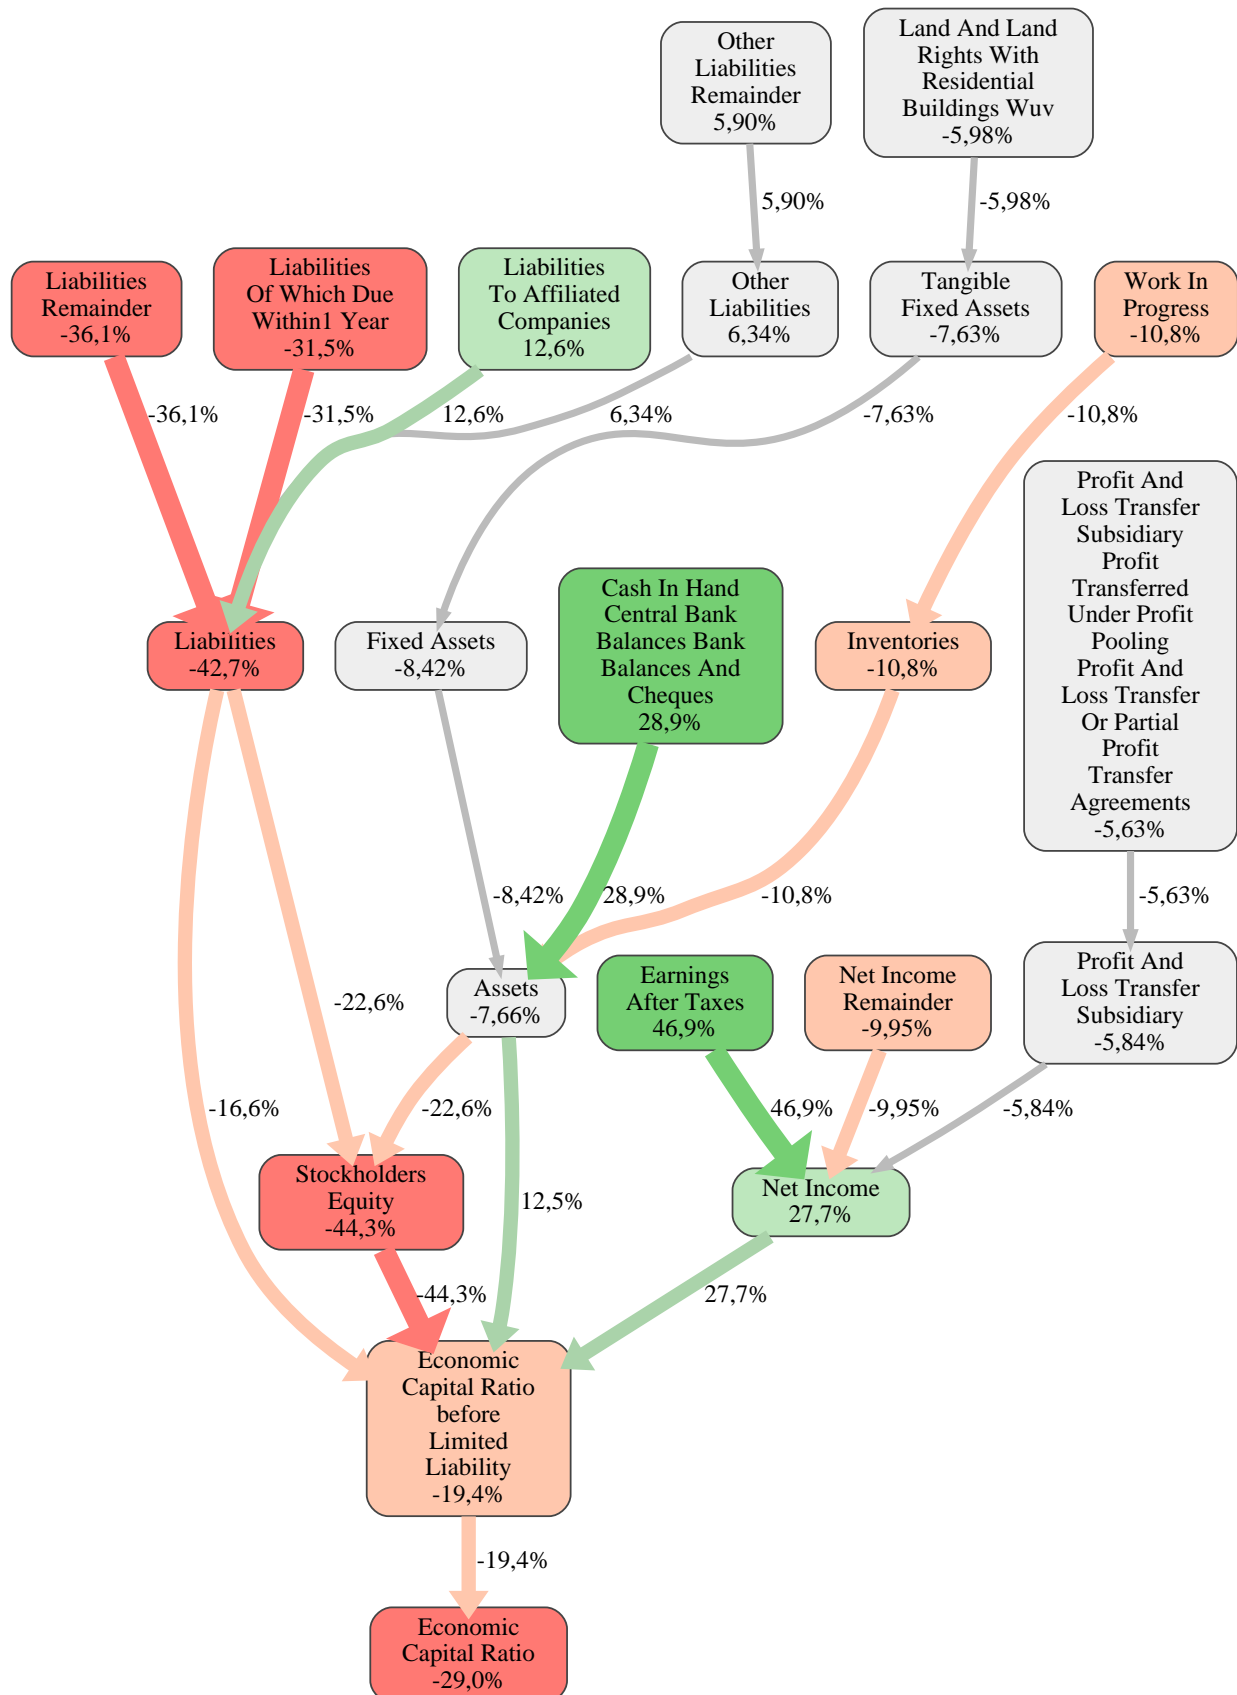 Other
Liabilities
Remainder
5,90%
Land And Land
Rights With
Residential
Buildings Wuv
-5,98%
5,90%
-5,98%
Liabilities
Remainder
-36,1%
Liabilities
Of Which Due
Within1 Year
-31,5%
Liabilities
To Affiliated
Companies
12,6%
Other
Liabilities
6,34%
Tangible
Fixed Assets
-7,63%
Work In
Progress
-10,8%
-36,1%
-31,5%
12,6%
6,34%
-7,63%
-10,8%
Profit And
Loss Transfer
Subsidiary
Profit
Transferred
Under Profit
Pooling
Profit And
Loss Transfer
Or Partial
Profit
Transfer
Agreements
-5,63%
Liabilities
-42,7%
Fixed Assets
-8,42%
Cash In Hand
Central Bank
Balances Bank
Balances And
Cheques
28,9%
Inventories
-10,8%
-8,42%
28,9%
-10,8%
-5,63%
-22,6%
Assets
-7,66%
Earnings
After Taxes
46,9%
Net Income
Remainder
-9,95%
Profit And
Loss Transfer
Subsidiary
-5,84%
-16,6%
-22,6%
46,9%
-9,95%
-5,84%
Stockholders
Equity
-44,3%
12,5%
Net Income
27,7%
-44,3%
27,7%
Economic
Capital Ratio
before
Limited
Liability
-19,4%
-19,4%
Economic
Capital Ratio
-29,0%